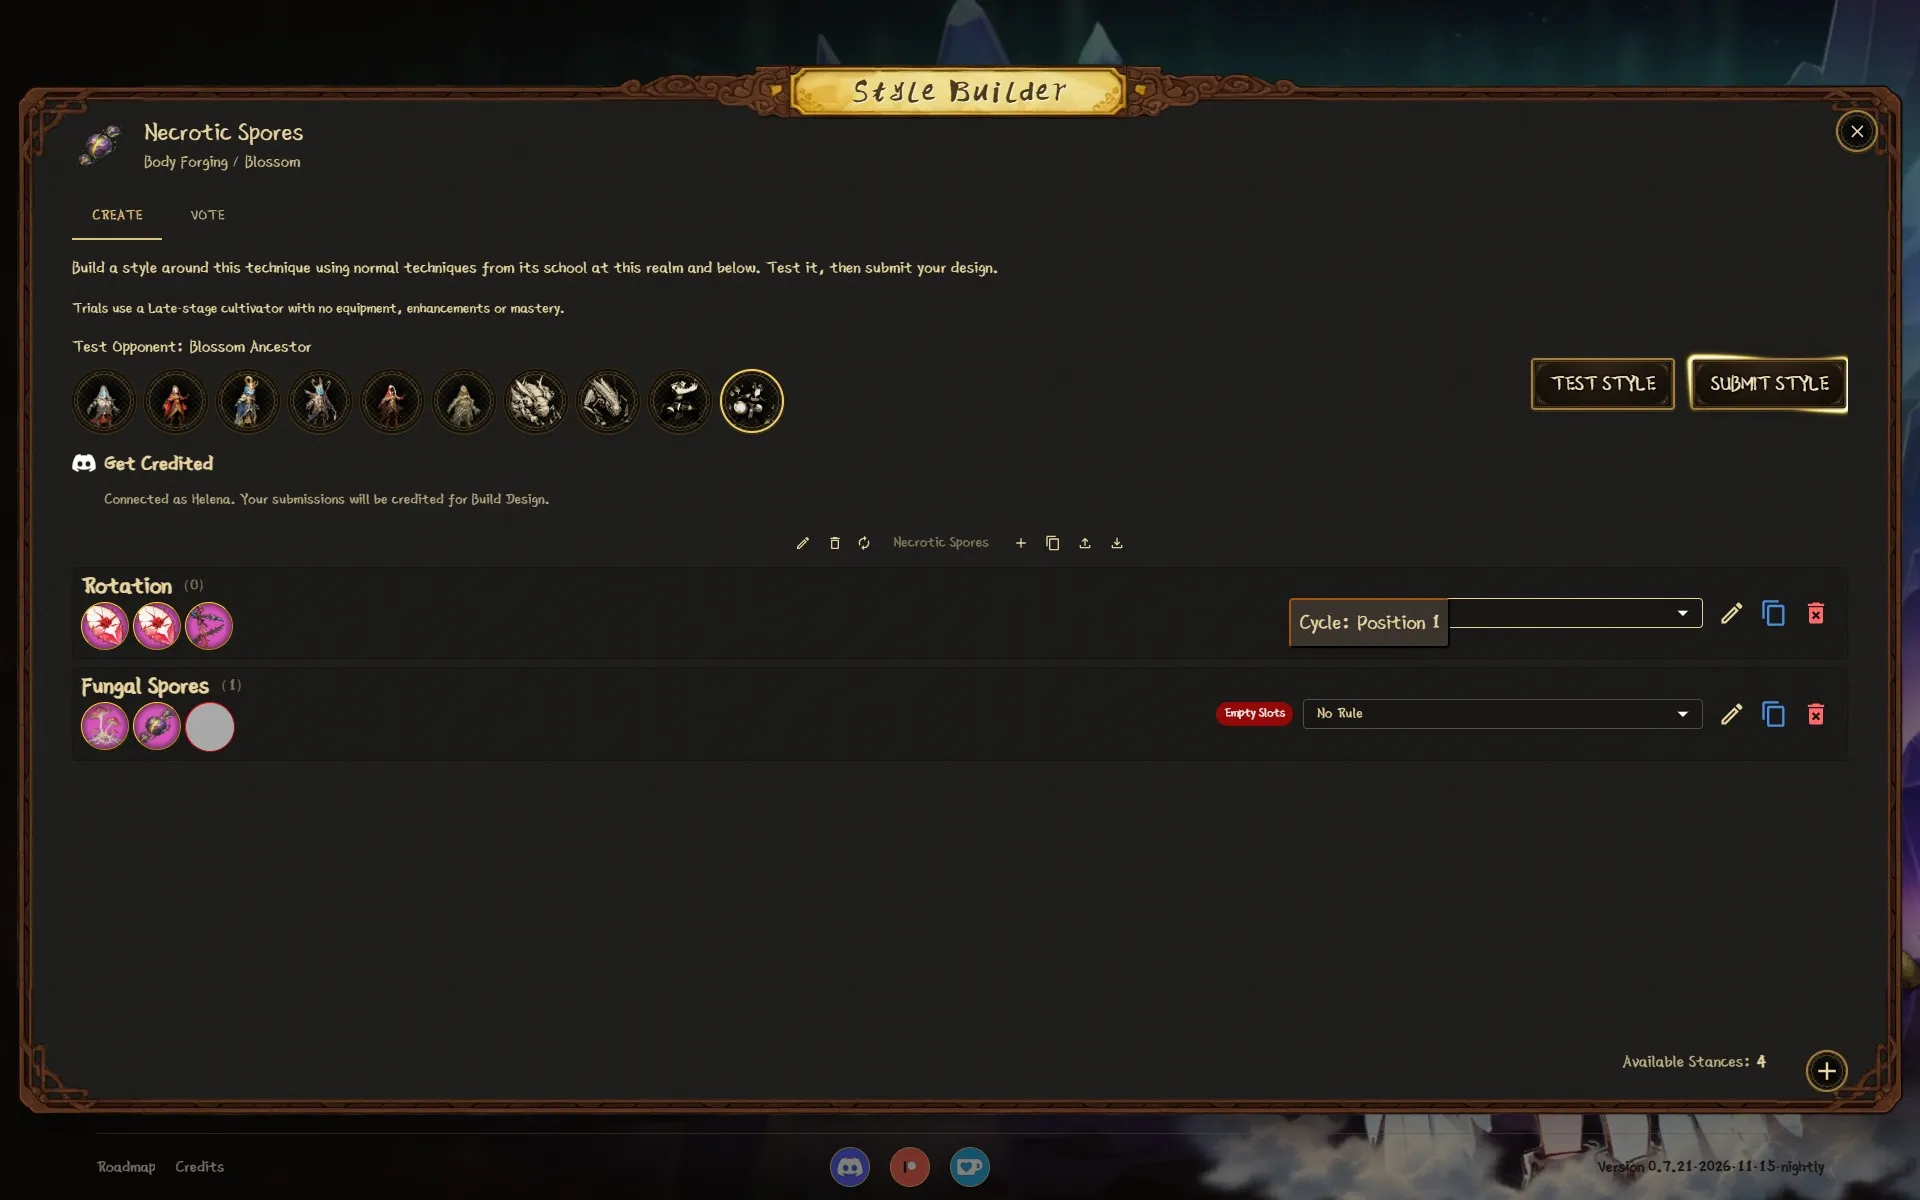 Style Builder
Necrotic Spores
Body Forging / Blossom
CREATE
VOTE
Build a style around this technique using normal techniques from its school at this realm and below. Test it, then submit your design.
Trials use a Late-stage cultivator with no equipment, enhancements or mastery.
Test Opponent: Blossom Ancestor
TEST STYLE
SUBMIT STYLE
Get Credited
Connected as Helena. Your submissions will be credited for Build Design.
Necrotic Spores
Rotation (0)
Cycle: Position 1
Fungal Spores (1)
Empty Slots
No Rule
Available Stances: 4
Roadmap
Credits
Version 0.7.21-2026-11-15-nightly